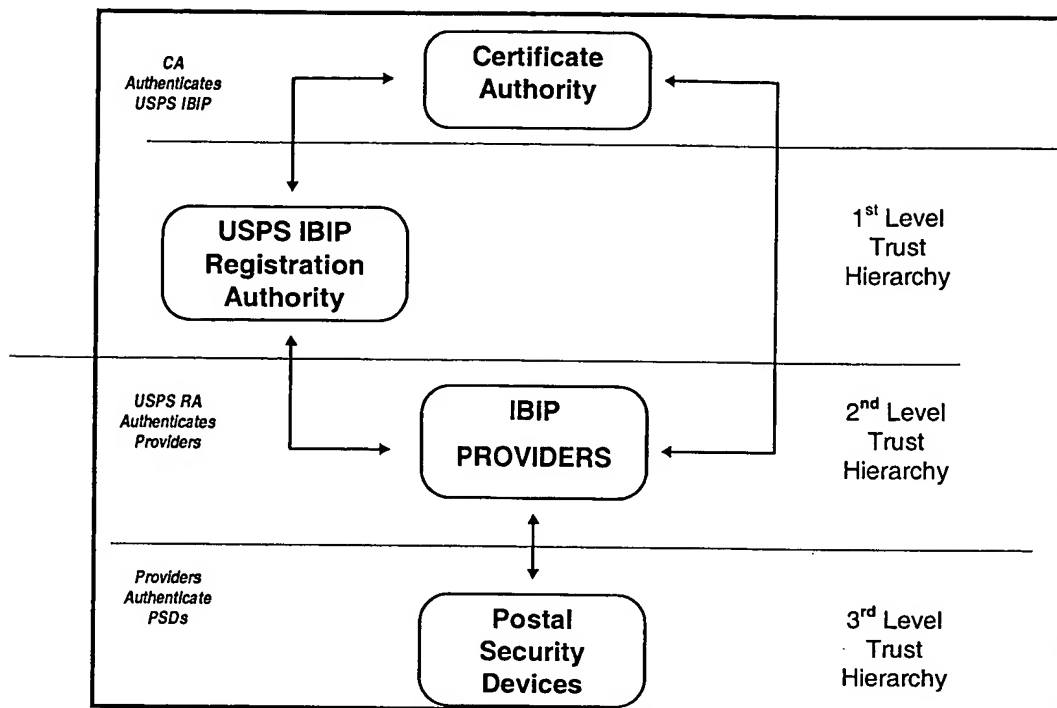 CA
Authenticates
USPS IBIP
Certificate
Authority
USPS IBIP
Registration
Authority
1st Level
Trust
Hierarchy
USPS RA
Authenticates
Providers
IBIP
PROVIDERS
2nd Level
Trust
Hierarchy
Providers
Authenticate
PSDs
Postal
Security
Devices
3rd Level
Trust
Hierarchy